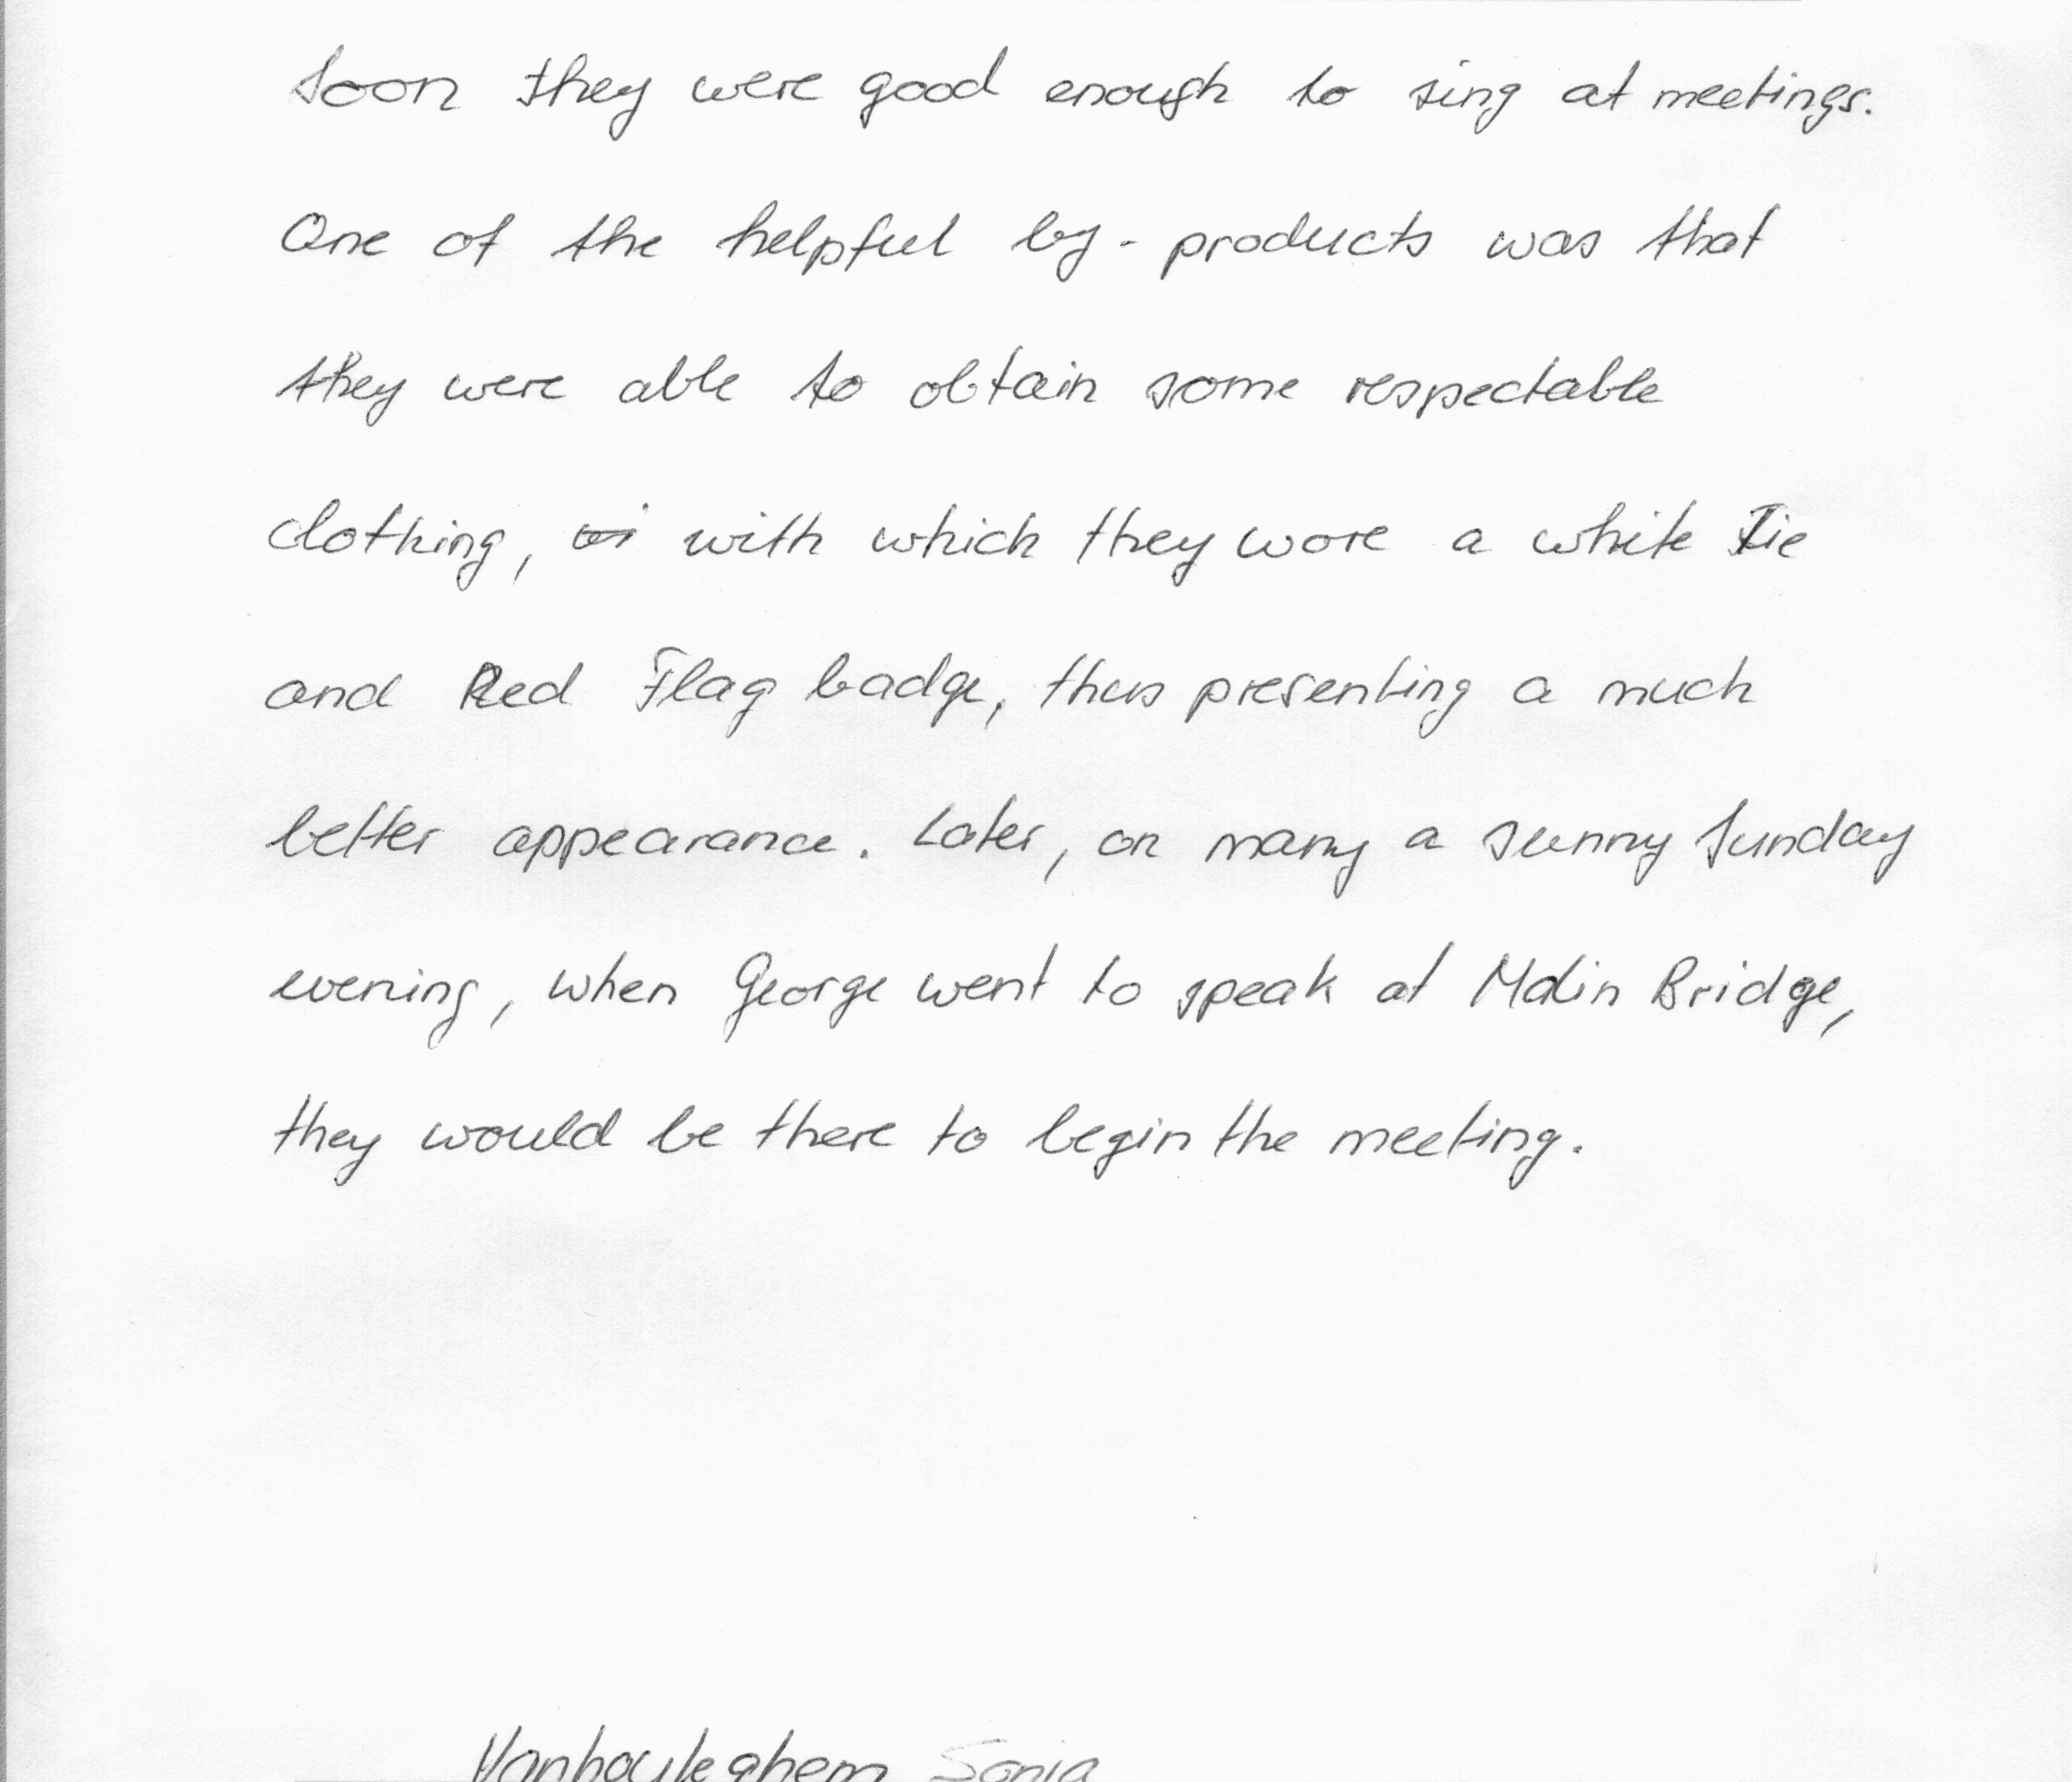 Soon they were good enough to sing at meetings.
One of the helpful by-products was that
they were able to obtain some respectable
clothing, with which they wore a white Tie
and Red Flag badge, thus presenting a much
better appearance. Later, on many a sunny Sunday
evening, when George went to speak at Malin Bridge,
they would be there to begin the meeting.
Sonia